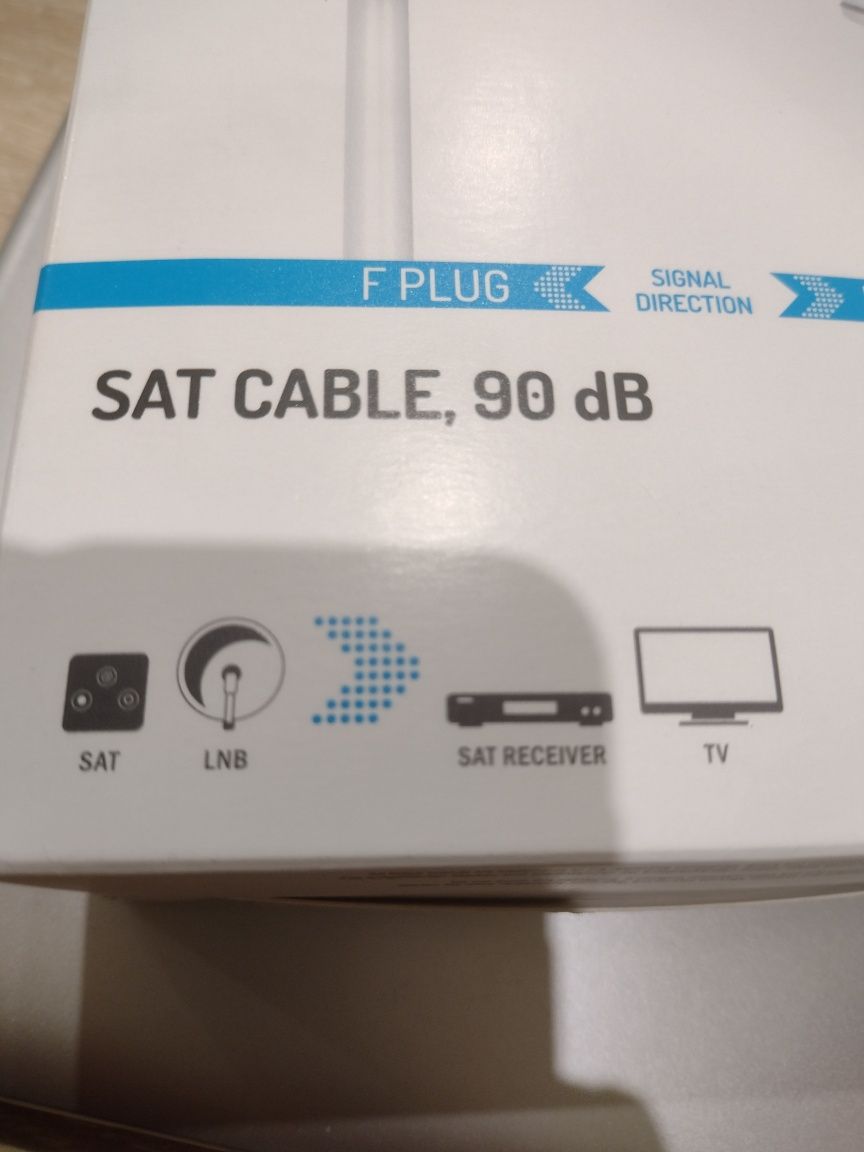 F PLUG
SIGNAL
DIRECTION
SAT CABLE, 90 dB
SAT
LNB
SAT RECEIVER
TV